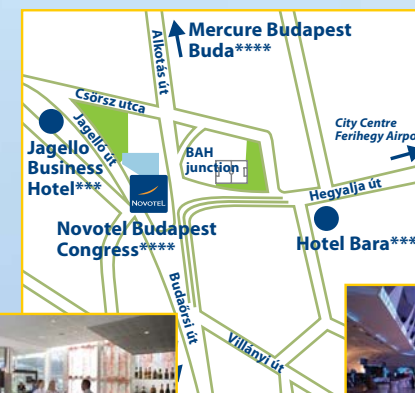 Mercure Budapest
Buda****
Alkotás út
Csörsz utca
Jagelló út
Jagello
Business
Hotel***
BAH
junction
City Centre
Ferihegy Airpo
NOVOTEL
Hegyalja út
Novotel Budapest
Congress****
Hotel Bara***
Budaörsi út
Villányi út